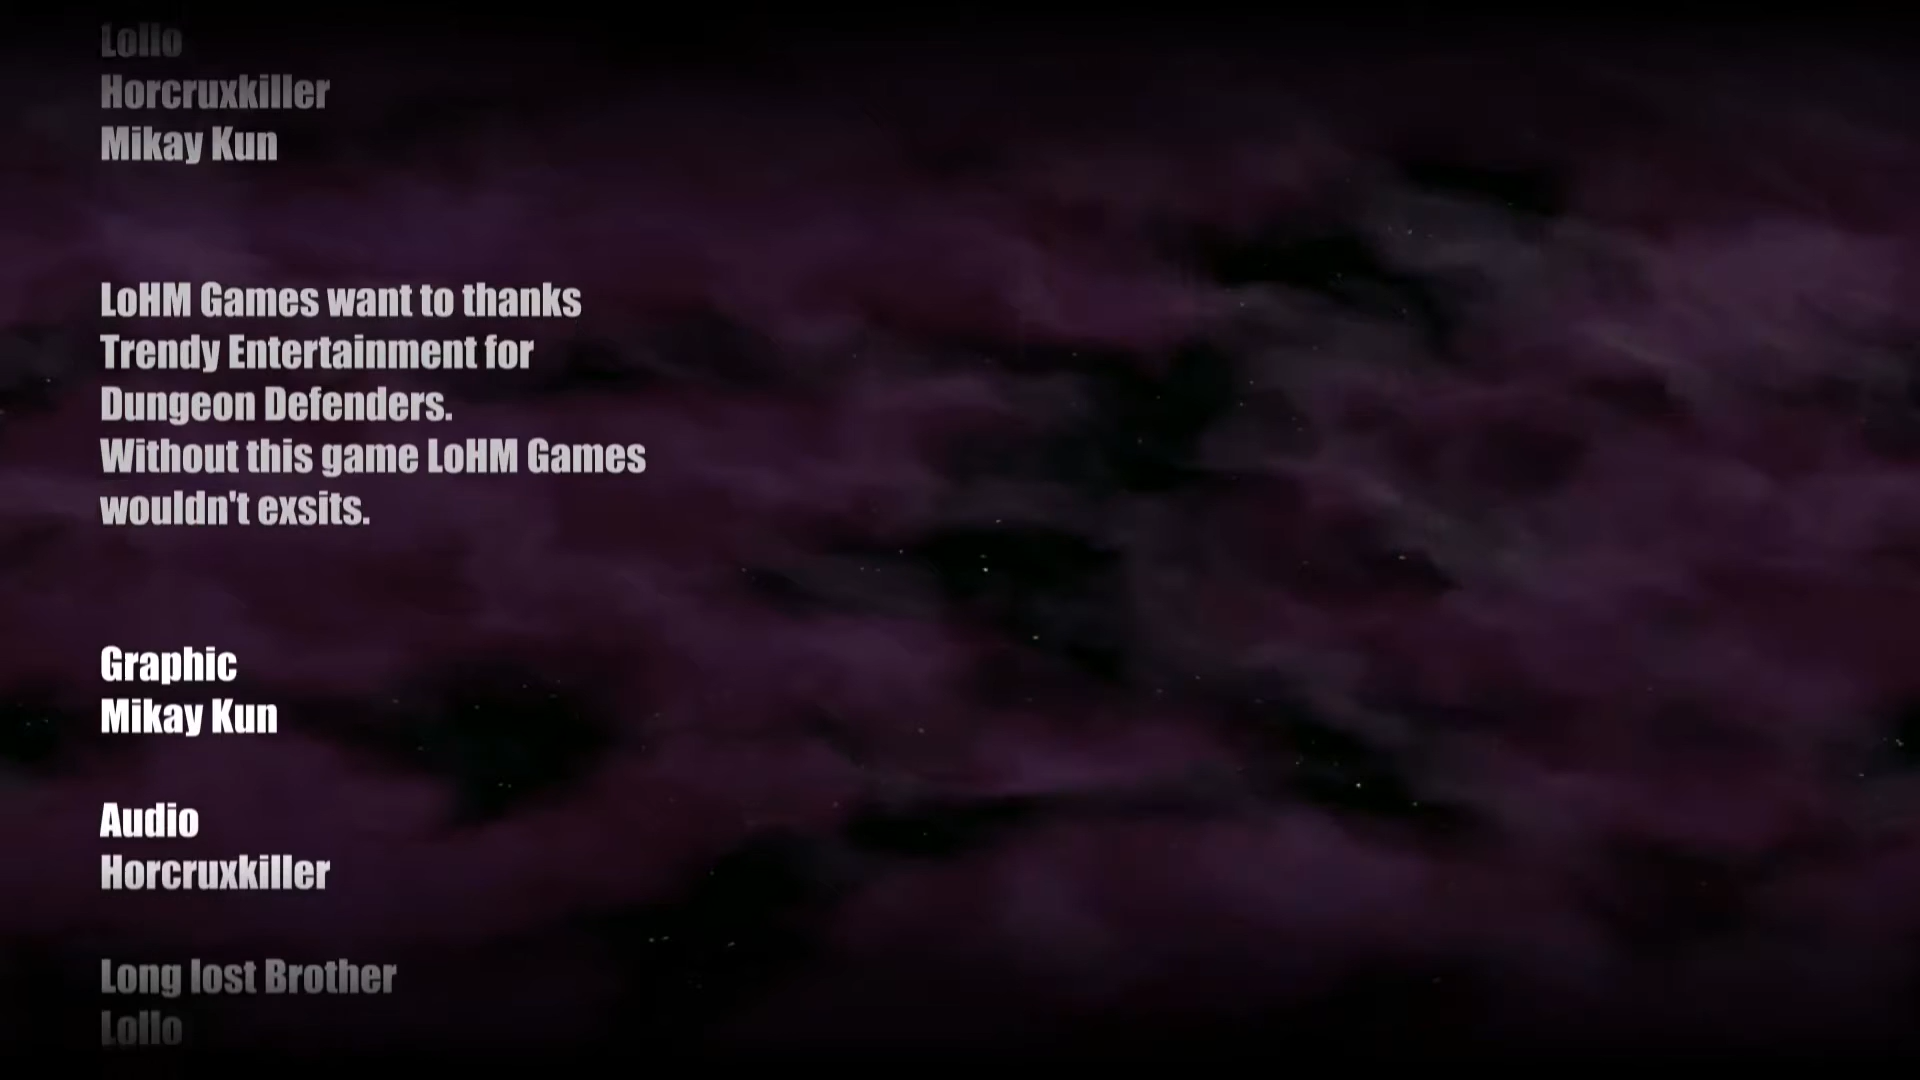 Lollo
Horcruxkiller
Mikay Kun
LoHM Games want to thanks
Trendy Entertainment for
Dungeon Defenders.
Without this game LoHM Games
wouldn't exsits.
Graphic
Mikay Kun
Audio
Horcruxkiller
Long lost Brother
Lollo